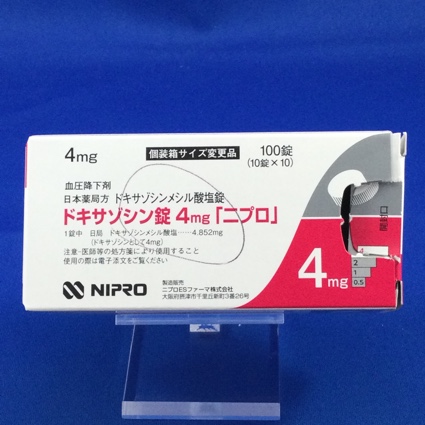 4mg
個装箱サイズ変更品
100錠
(10錠×10)
血圧降下剤
日本薬局方 ドキサゾシンメシル酸塩錠
ドキサゾシン錠 4mg「ニプロ」
1錠中 日局 ドキサゾシンメシル酸塩……4.852mg
(ドキサゾシンとして4mg)
注意-医師等の処方箋により使用すること
使用の際は電子添文をご覧ください
NIPRO
製造販売
ニプロESファーマ株式会社
大阪府摂津市千里丘新町3番26号
開封口
4mg
2
1
0.5